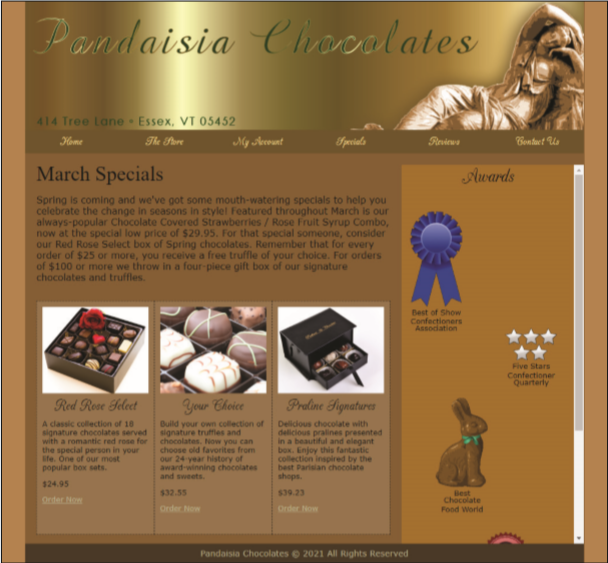 Pandaisia Chocolates
414 Tree Lane • Essex, VT 05452
Home The Store My Account Specials Reviews Contact Us
March Specials
Spring is coming and we've got some mouth-watering specials to help you
celebrate the change in seasons in style! Featured throughout March is our
always-popular Chocolate Covered Strawberries / Rose Fruit Syrup Combo,
now at the special low price of $29.95. For that special someone, consider
our Red Rose Select box of Spring chocolates. Remember that for every
order of $25 or more, you receive a free truffle of your choice. For orders
of $100 or more we throw in a four-piece gift box of our signature
chocolates and truffles.
Red Rose Select
A classic collection of 18
signature chocolates served
with a romantic red rose for
the special person in your
life. One of our most
popular box sets.
$24.95
Order Now
Your Choice
Build your own collection of
signature truffles and
chocolates. Now you can
choose old favorites from
our 24-year history of
award-winning chocolates
and sweets.
$32.55
Order Now
Praline Signatures
Delicious chocolate with
delicious pralines presented
in a beautiful and elegant
box. Enjoy this fantastic
collection inspired by the
best Parisian chocolate
shops.
$39.23
Order Now
Awards
Best of Show
Confectioners
Association
Five Stars
Confectioner
Quarterly
Best
Chocolate
Food World
Pandaisia Chocolates © 2021 All Rights Reserved